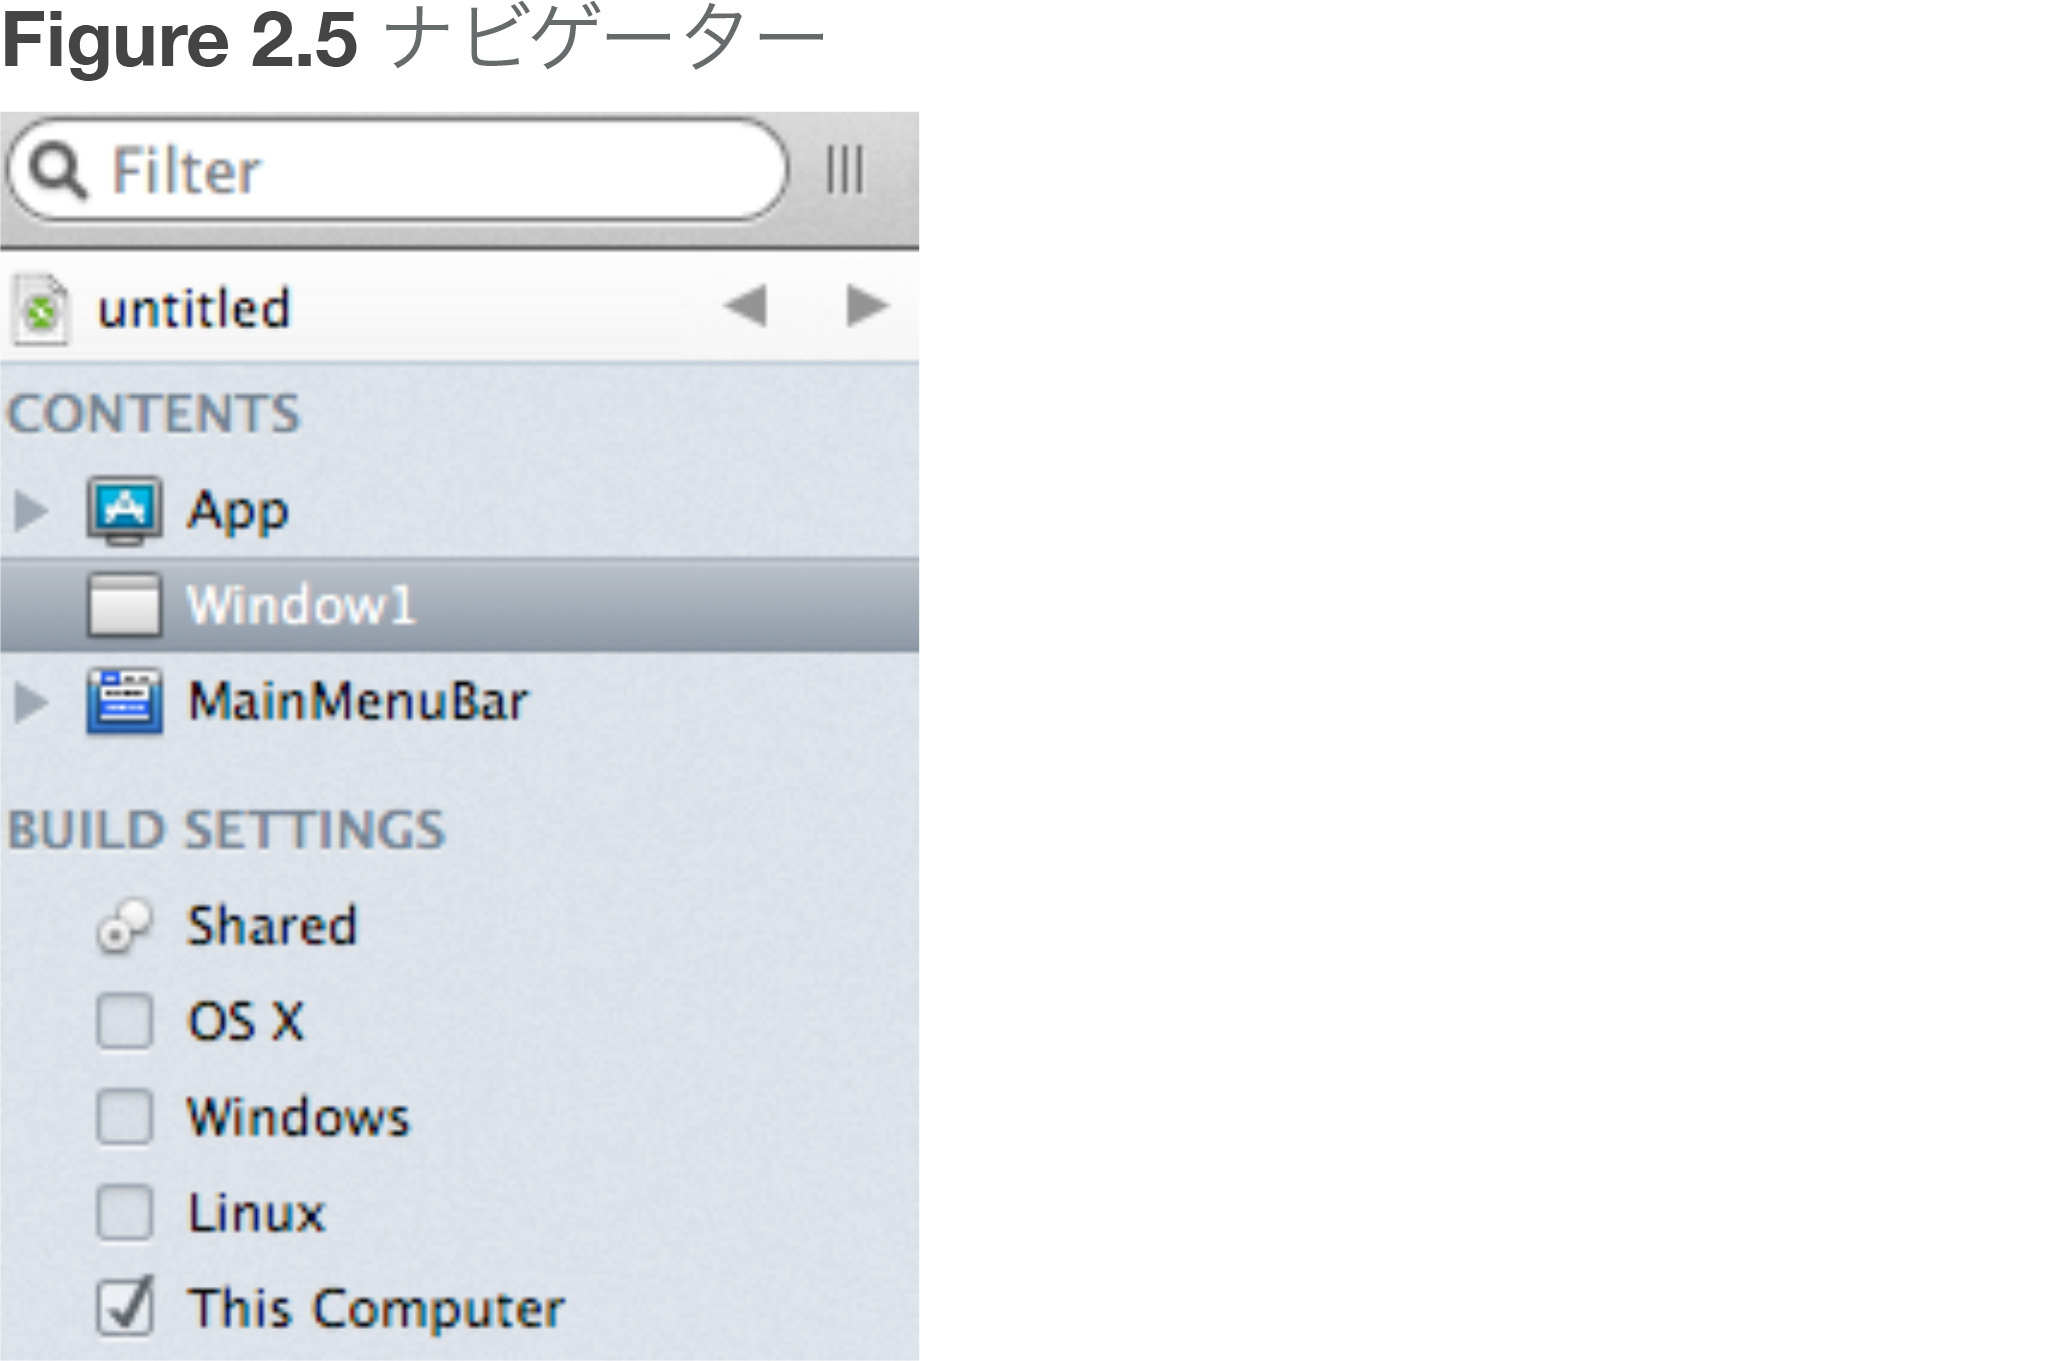 Figure 2.5 ナビゲーター
Filter
untitled
CONTENTS
App
Window1
MainMenuBar
BUILD SETTINGS
Shared
OS X
Windows
Linux
This Computer